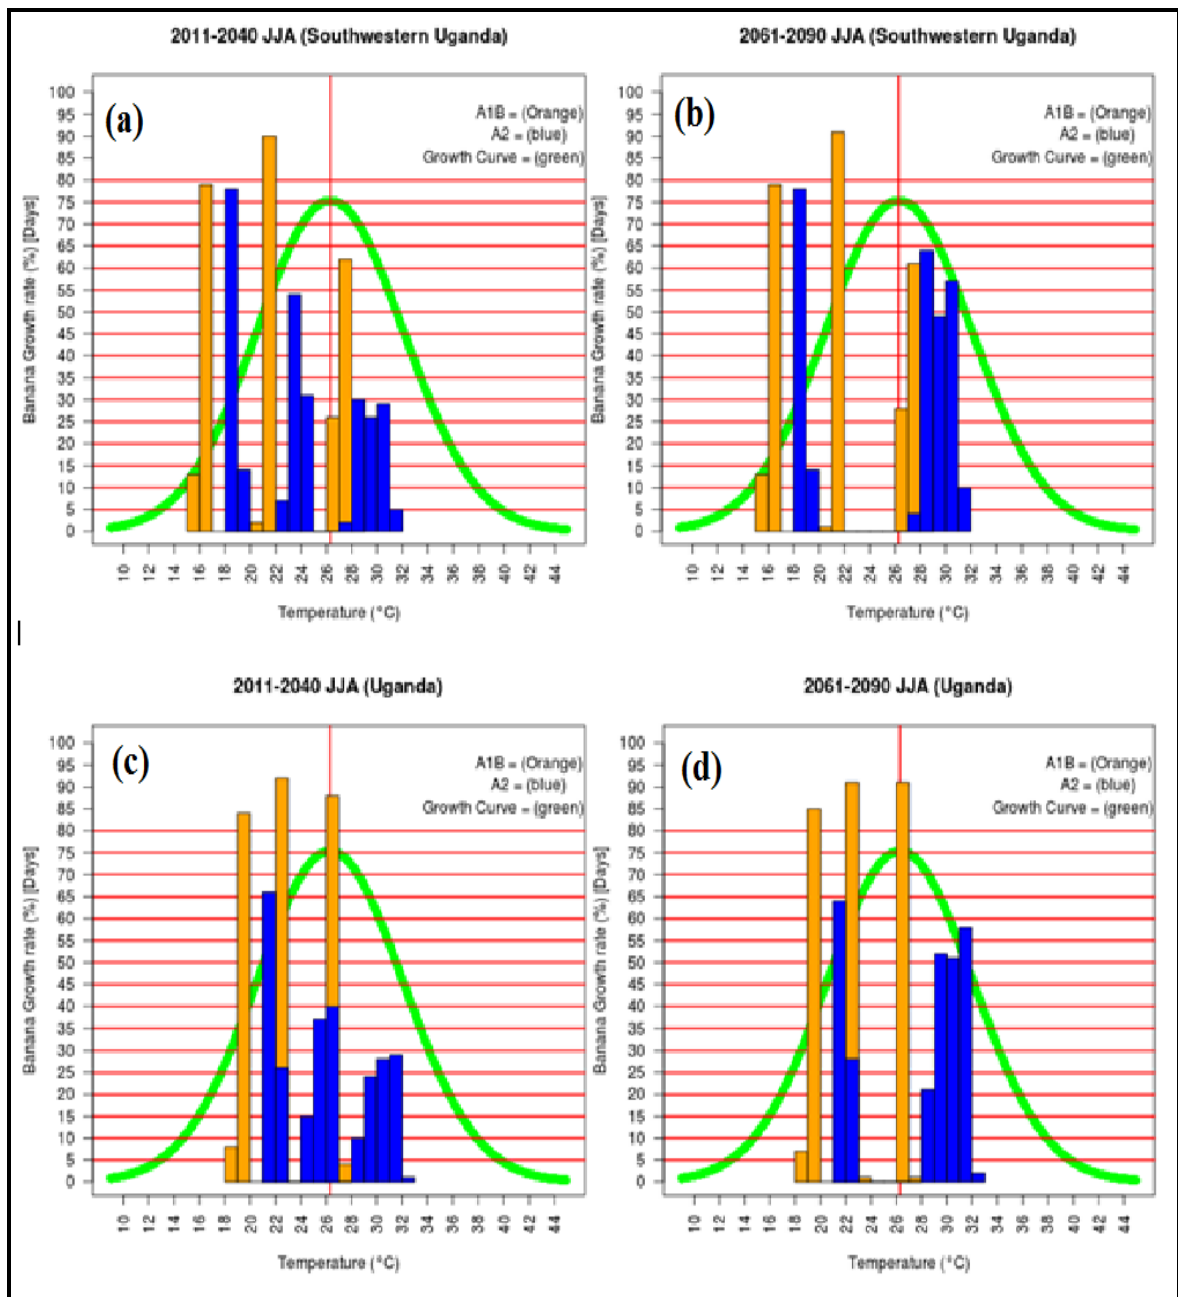 2011-2040 JJA (Southwestern Uganda)
(a)
A1B = (Orange)
A2 = (blue)
Growth Curve = (green)
Banana Growth rate (%) [Days]
100
95
90
85
80
75
70
65
60
55
50
45
40
35
30
25
20
15
10
5
0
10 12 14 16 18 20 22 24 26 28 30 32 34 36 38 40 42 44
Temperature (°C)
2061-2090 JJA (Southwestern Uganda)
(b)
A1B = (Orange)
A2 = (blue)
Growth Curve = (green)
Banana Growth rate (%) [Days]
100
95
90
85
80
75
70
65
60
55
50
45
40
35
30
25
20
15
10
5
0
10 12 14 16 18 20 22 24 26 28 30 32 34 36 38 40 42 44
Temperature (°C)
2011-2040 JJA (Uganda)
(c)
A1B = (Orange)
A2 = (blue)
Growth Curve = (green)
Banana Growth rate (%) [Days]
100
95
90
85
80
75
70
65
60
55
50
45
40
35
30
25
20
15
10
5
0
10 12 14 16 18 20 22 24 26 28 30 32 34 36 38 40 42 44
Temperature (°C)
2061-2090 JJA (Uganda)
(d)
A1B = (Orange)
A2 = (blue)
Growth Curve = (green)
Banana Growth rate (%) [Days]
100
95
90
85
80
75
70
65
60
55
50
45
40
35
30
25
20
15
10
5
0
10 12 14 16 18 20 22 24 26 28 30 32 34 36 38 40 42 44
Temperature (°C)